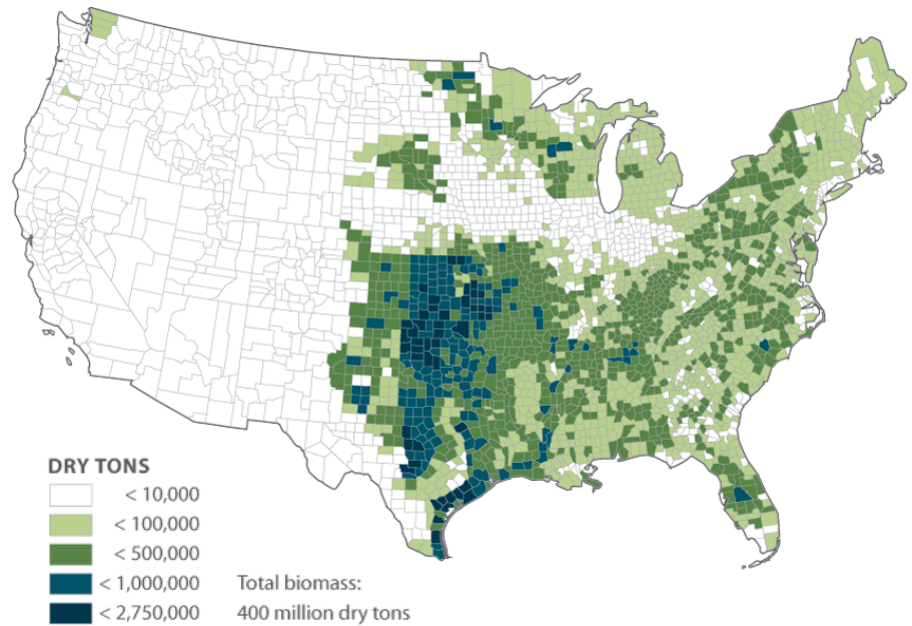 DRY TONS
< 10,000
< 100,000
< 500,000
< 1,000,000
< 2,750,000
Total biomass:
400 million dry tons